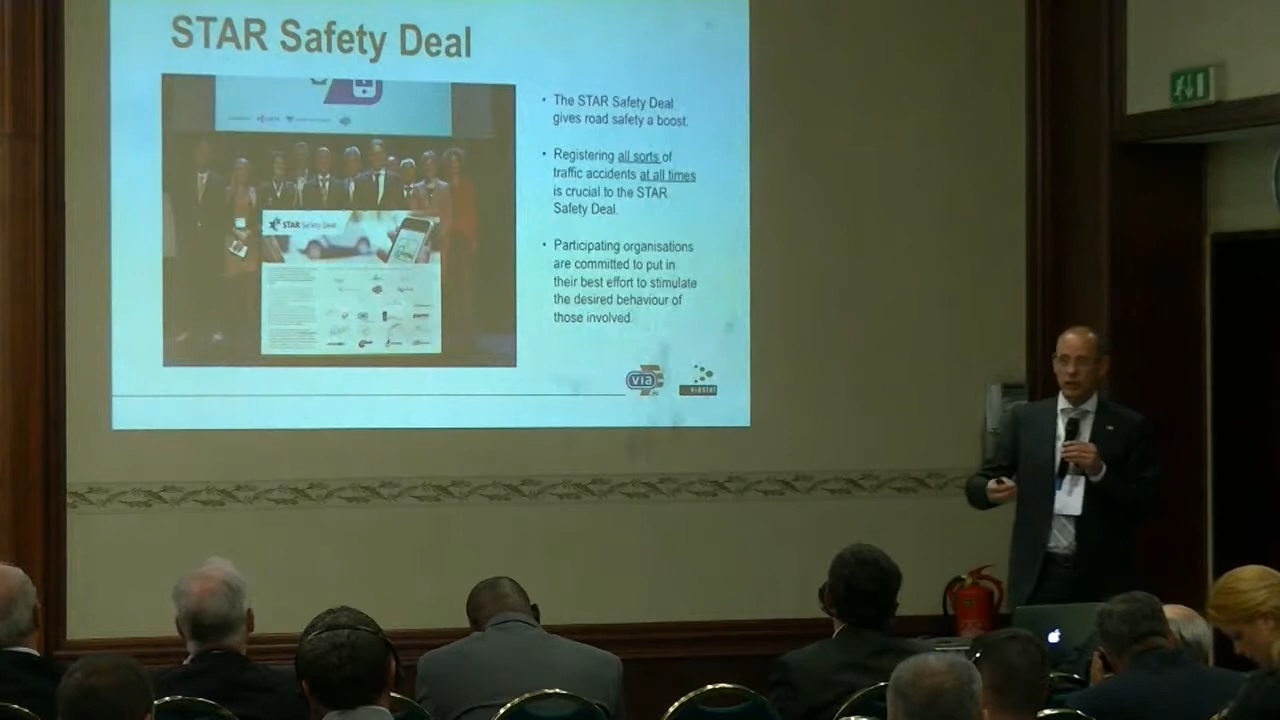 STAR Safety Deal
• The STAR Safety Deal
gives road safety a boost.
• Registering all sorts of
traffic accidents at all times
is crucial to the STAR
Safety Deal.
• Participating organisations
are committed to put in
their best effort to stimulate
the desired behaviour of
those involved.
STAR Safety Deal
via
viastat